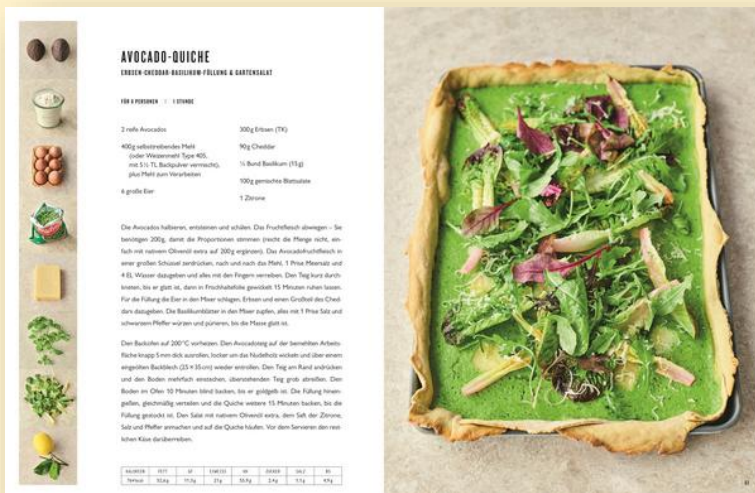 AVOCADO-QUICHE
ERBSEN-CHEDDAR-BASILIKUM-FÜLLUNG & GARTENSALAT
FÜR 6 PERSONEN | 1 STUNDE
2 reife Avocados
400g selbsttreibendes Mehl
(oder Weizenmehl Type 405,
mit 5 ½ TL Backpulver vermischt),
plus Mehl zum Verarbeiten
6 große Eier
300g Erbsen (TK)
90g Cheddar
½ Bund Basilikum (15g)
100g gemischte Blattsalate
1 Zitrone
Die Avocados halbieren, entsteinen und schälen. Das Fruchtfleisch abwiegen – Sie
benötigen 200g, damit die Proportionen stimmen (reicht die Menge nicht, ein-
fach mit nativem Olivenöl extra auf 200g ergänzen). Das Avocadofruchtfleisch in
einer großen Schüssel zerdrücken, nach und nach das Mehl, 1 Prise Meersalz und
4 EL Wasser dazugeben und alles mit den Fingern verreiben. Den Teig kurz durch-
kneten, bis er glatt ist, dann in Frischhaltefolie gewickelt 15 Minuten ruhen lassen.
Für die Füllung die Eier in den Mixer schlagen, Erbsen und einen Großteil des Ched-
dars dazugeben. Die Basilikumblätter in den Mixer zupfen, alles mit 1 Prise Salz und
schwarzem Pfeffer würzen und pürieren, bis die Masse glatt ist.
Den Backofen auf 200°C vorheizen. Den Avocadoteig auf der bemehlten Arbeits-
fläche knapp 5 mm dick ausrollen, locker um das Nudelholz wickeln und über einem
eingeölten Backblech (25 × 35 cm) wieder entrollen. Den Teig am Rand andrücken
und den Boden mehrfach einstechen, überstehenden Teig grob abreißen. Den
Boden im Ofen 10 Minuten blind backen, bis er goldgelb ist. Die Füllung hinein-
gießen, gleichmäßig verteilen und die Quiche weitere 15 Minuten backen, bis die
Füllung gestockt ist. Den Salat mit nativem Olivenöl extra, dem Saft der Zitrone,
Salz und Pfeffer anmachen und auf die Quiche häufen. Vor dem Servieren den rest-
lichen Käse darüberreiben.
KALORIEN FETT GF EIWEISS KH ZUCKER SALZ BS